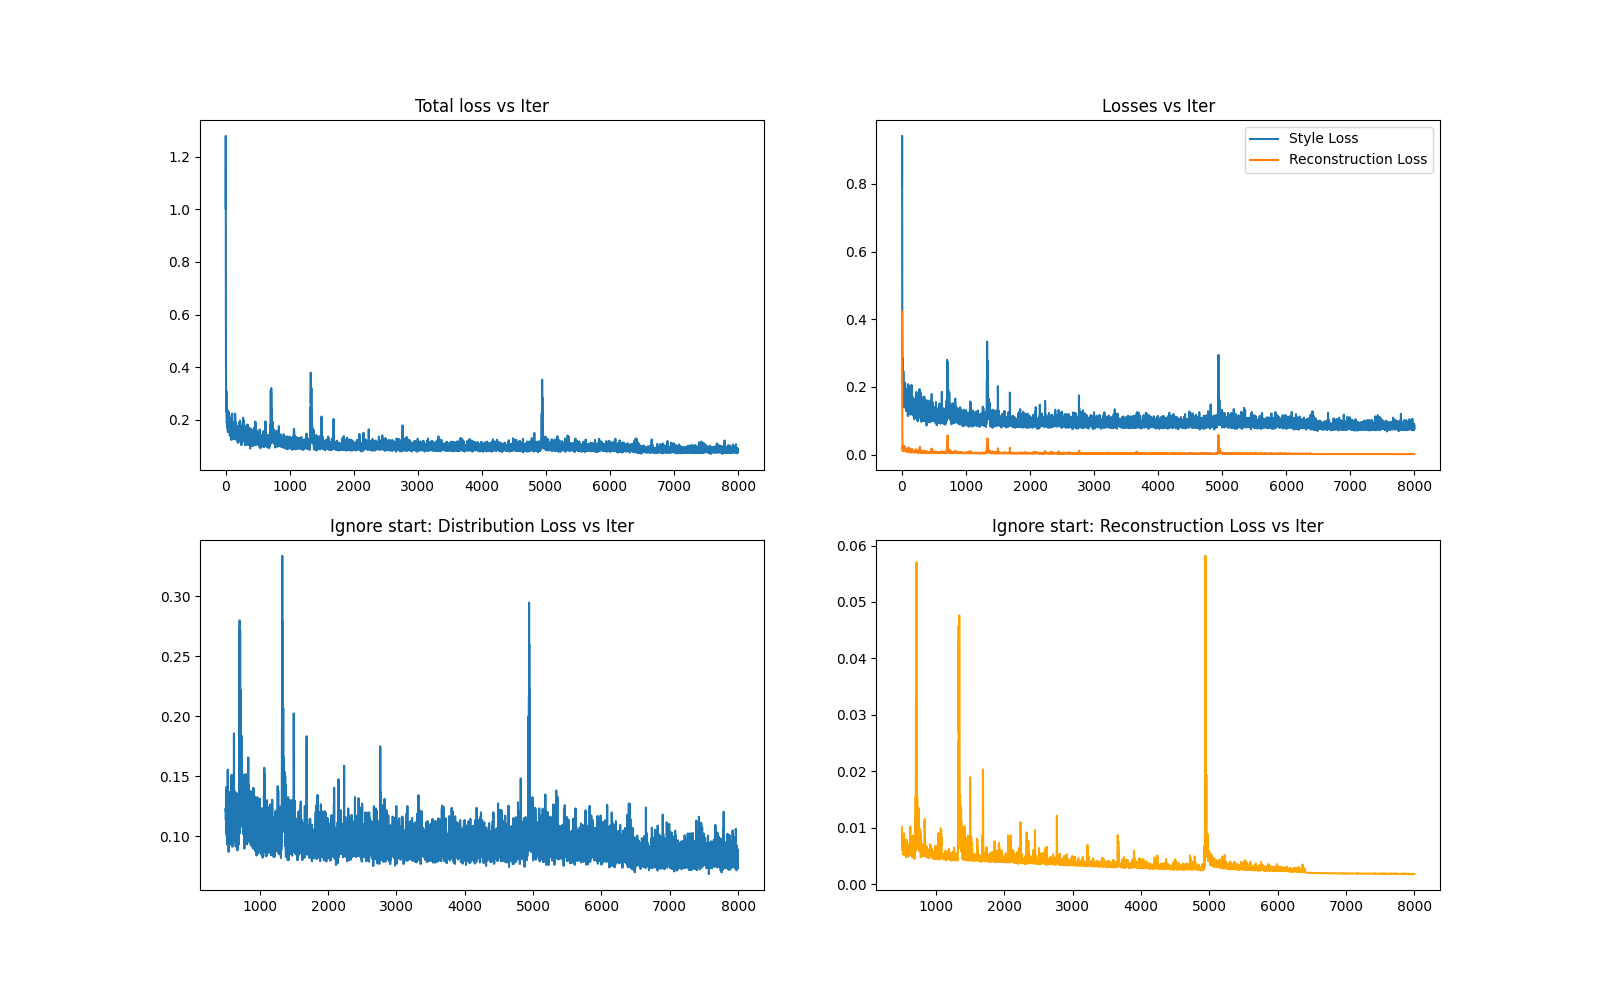 Total loss vs Iter
1.2
1.0
0.8
0.6
0.4
0.2
0 1000 2000 3000 4000 5000 6000 7000 8000
Losses vs Iter
Style Loss
Reconstruction Loss
0.8
0.6
0.4
0.2
0.0
0 1000 2000 3000 4000 5000 6000 7000 8000
Ignore start: Distribution Loss vs Iter
0.30
0.25
0.20
0.15
0.10
1000 2000 3000 4000 5000 6000 7000 8000
Ignore start: Reconstruction Loss vs Iter
0.06
0.05
0.04
0.03
0.02
0.01
0.00
1000 2000 3000 4000 5000 6000 7000 8000